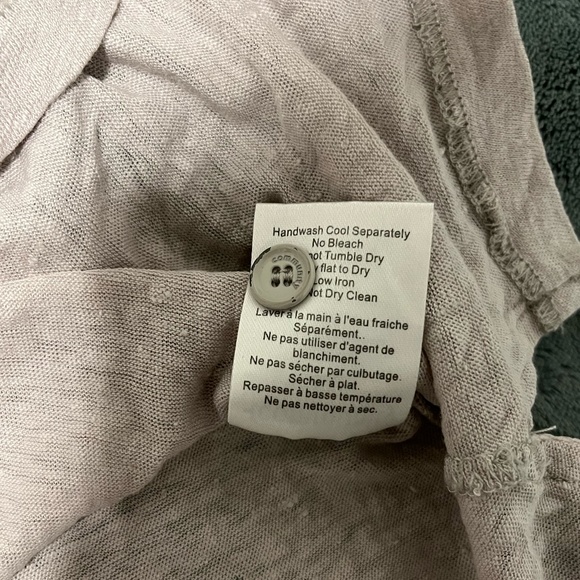 Handwash Cool Separately
No Bleach
not Tumble Dry
flat to Dry
Low Iron
Not Dry Clean
community
Laver à la main à l'eau fraiche
Séparément..
Ne pas utiliser d'agent de
blanchiment.
Ne pas sécher par culbutage.
Sécher à plat.
Repasser à basse température
Ne pas nettoyer à sec.